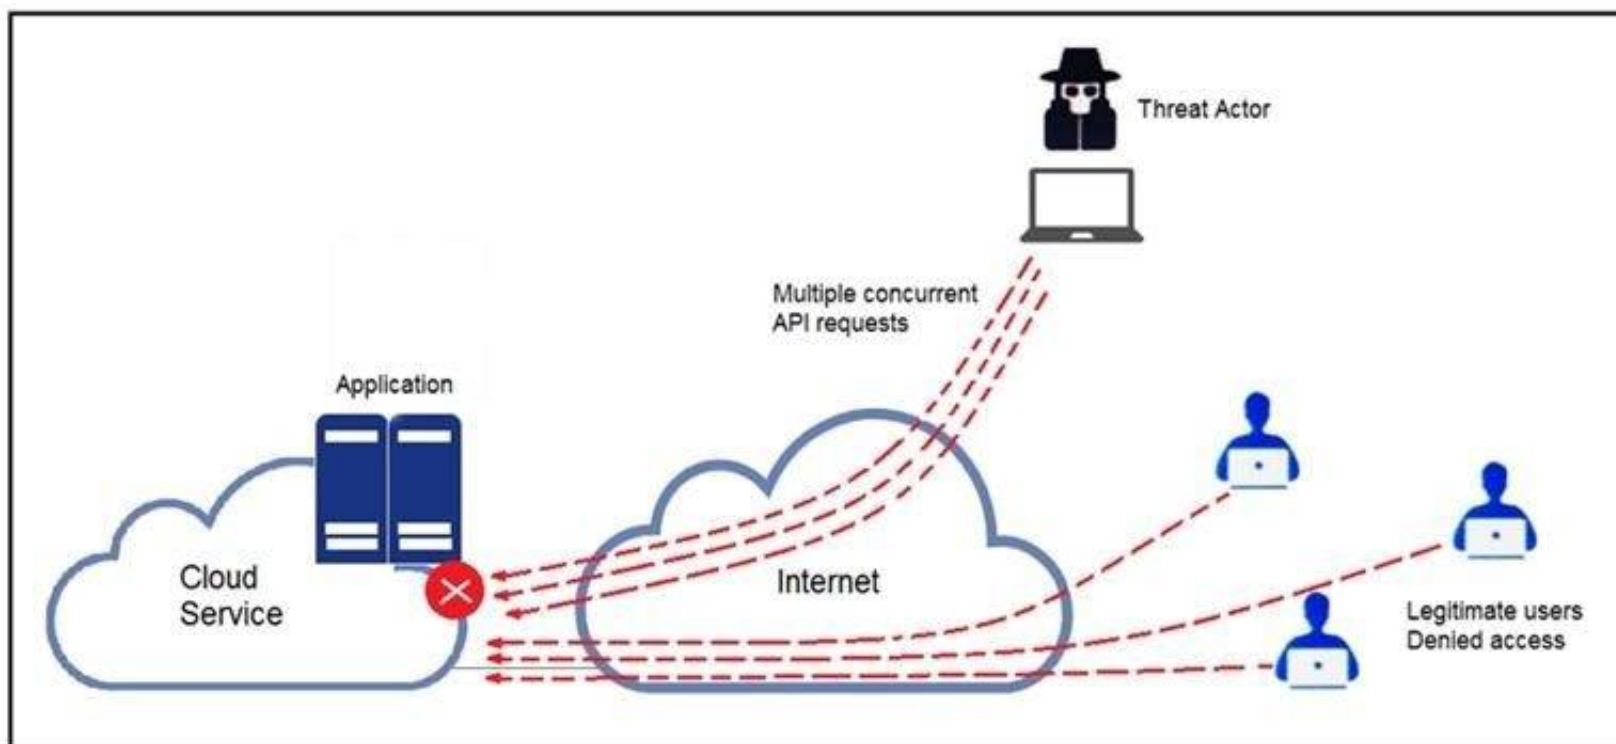 Threat Actor
Multiple concurrent
API requests
Application
Cloud
Service
Internet
Legitimate users
Denied access